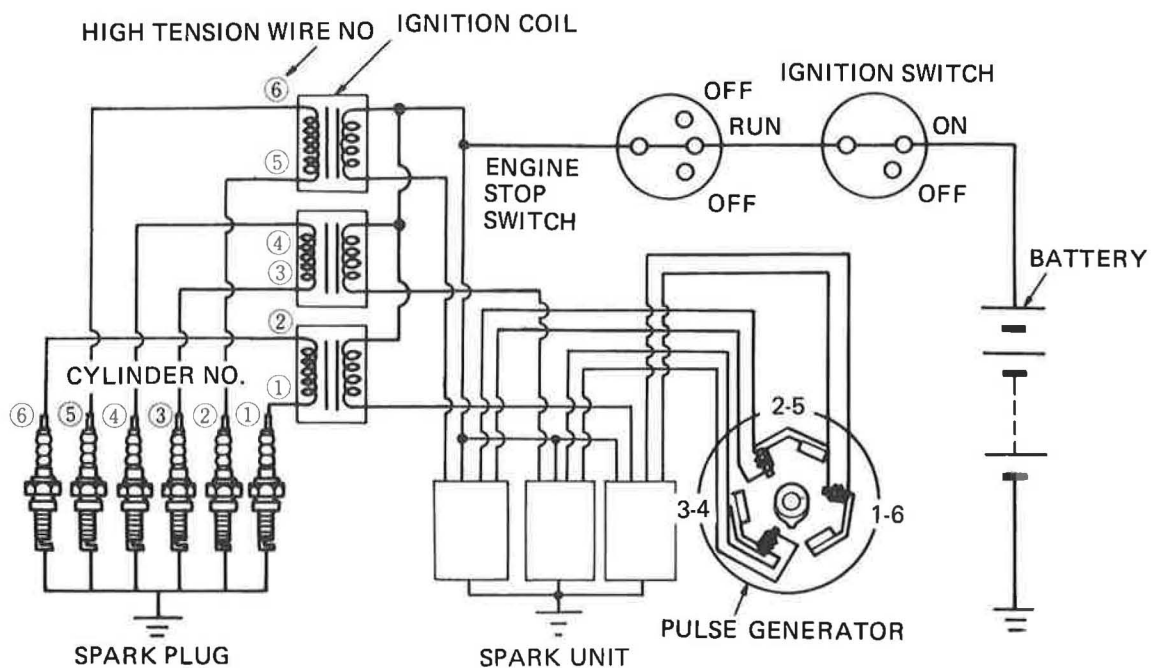 HIGH TENSION WIRE NO
IGNITION COIL
⑥
⑤
④
③
②
①
OFF
RUN
OFF
ENGINE
STOP
SWITCH
IGNITION SWITCH
ON
OFF
BATTERY
CYLINDER NO.
⑥ ⑤ ④ ③ ② ①
2-5
3-4
1-6
PULSE GENERATOR
SPARK PLUG
SPARK UNIT